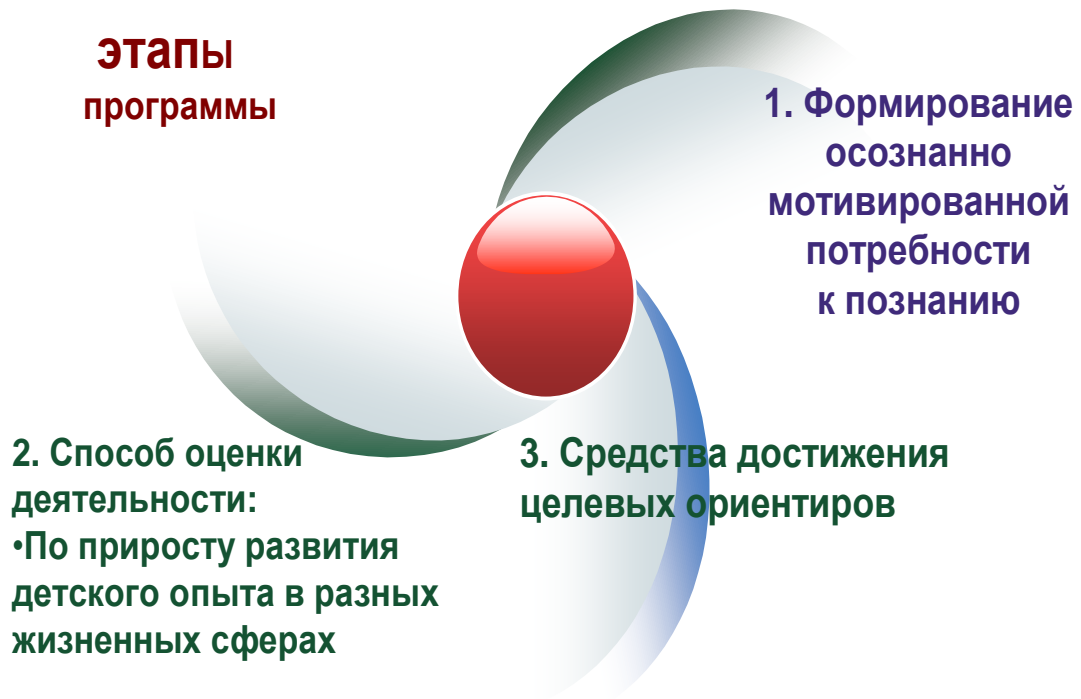 этапы
программы
1. Формирование
осознанно
мотивированной
потребности
к познанию
2. Способ оценки
деятельности:
•По приросту развития
детского опыта в разных
жизненных сферах
3. Средства достижения
целевых ориентиров